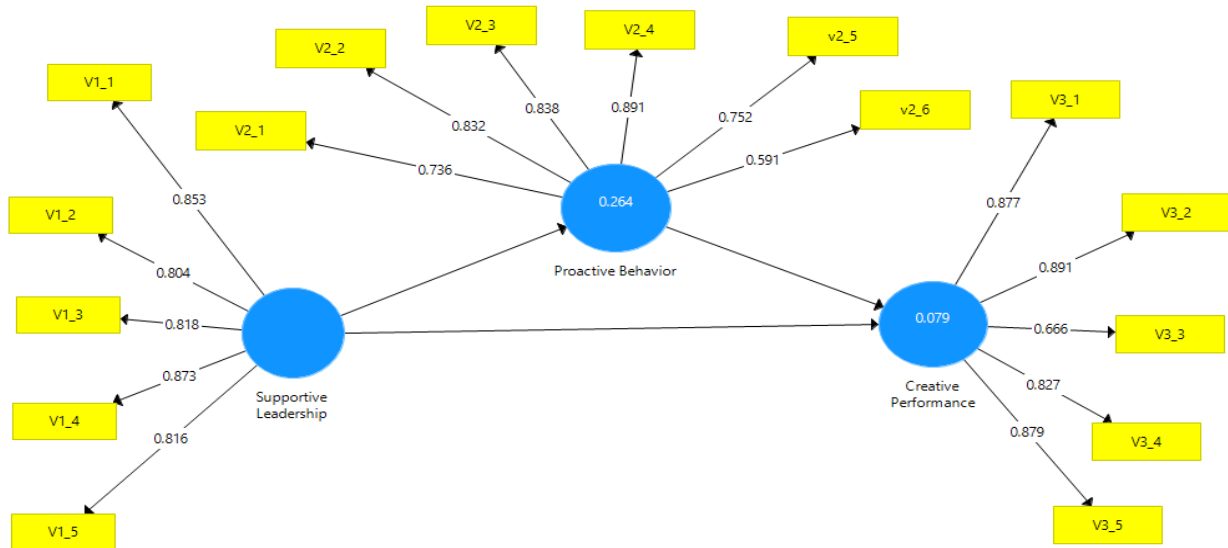 V2_3
V2_4
v2_5
V2_2
V1_1
V3_1
v2_6
V2_1
0.838
0.891
0.752
0.832
0.591
0.736
0.853
0.877
0.264
V1_2
V3_2
Proactive Behavior
0.891
0.804
V1_3
0.818
0.079
0.666
V3_3
0.873
0.827
Supportive
Leadership
Creative
Performance
V1_4
0.816
0.879
V3_4
V1_5
V3_5